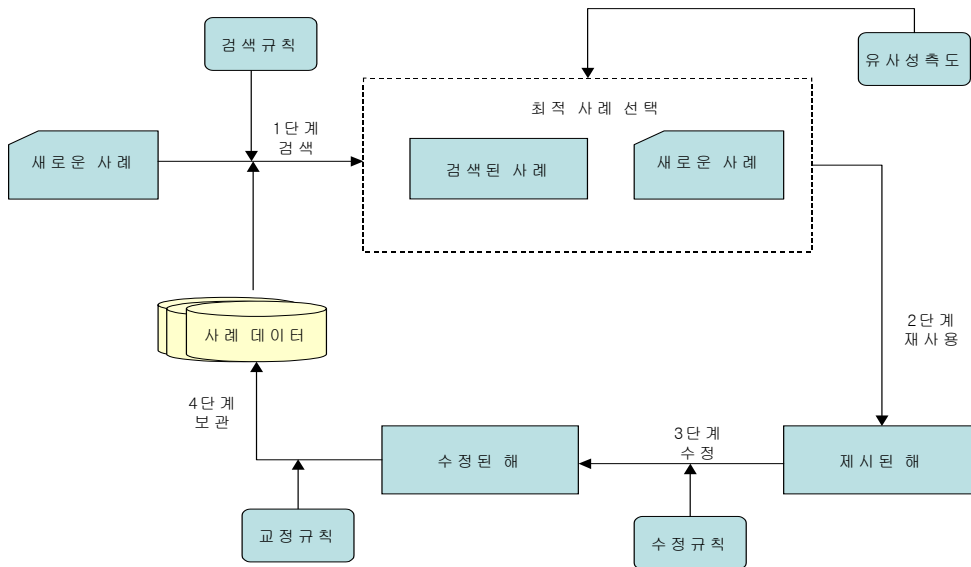 검색규칙
유사성측도
최적 사례 선택
1단계
검색
새로운 사례
검색된 사례
새로운 사례
사례 데이터
2단계
재사용
4단계
보관
3단계
수정
수정된 해
제시된 해
교정규칙
수정규칙